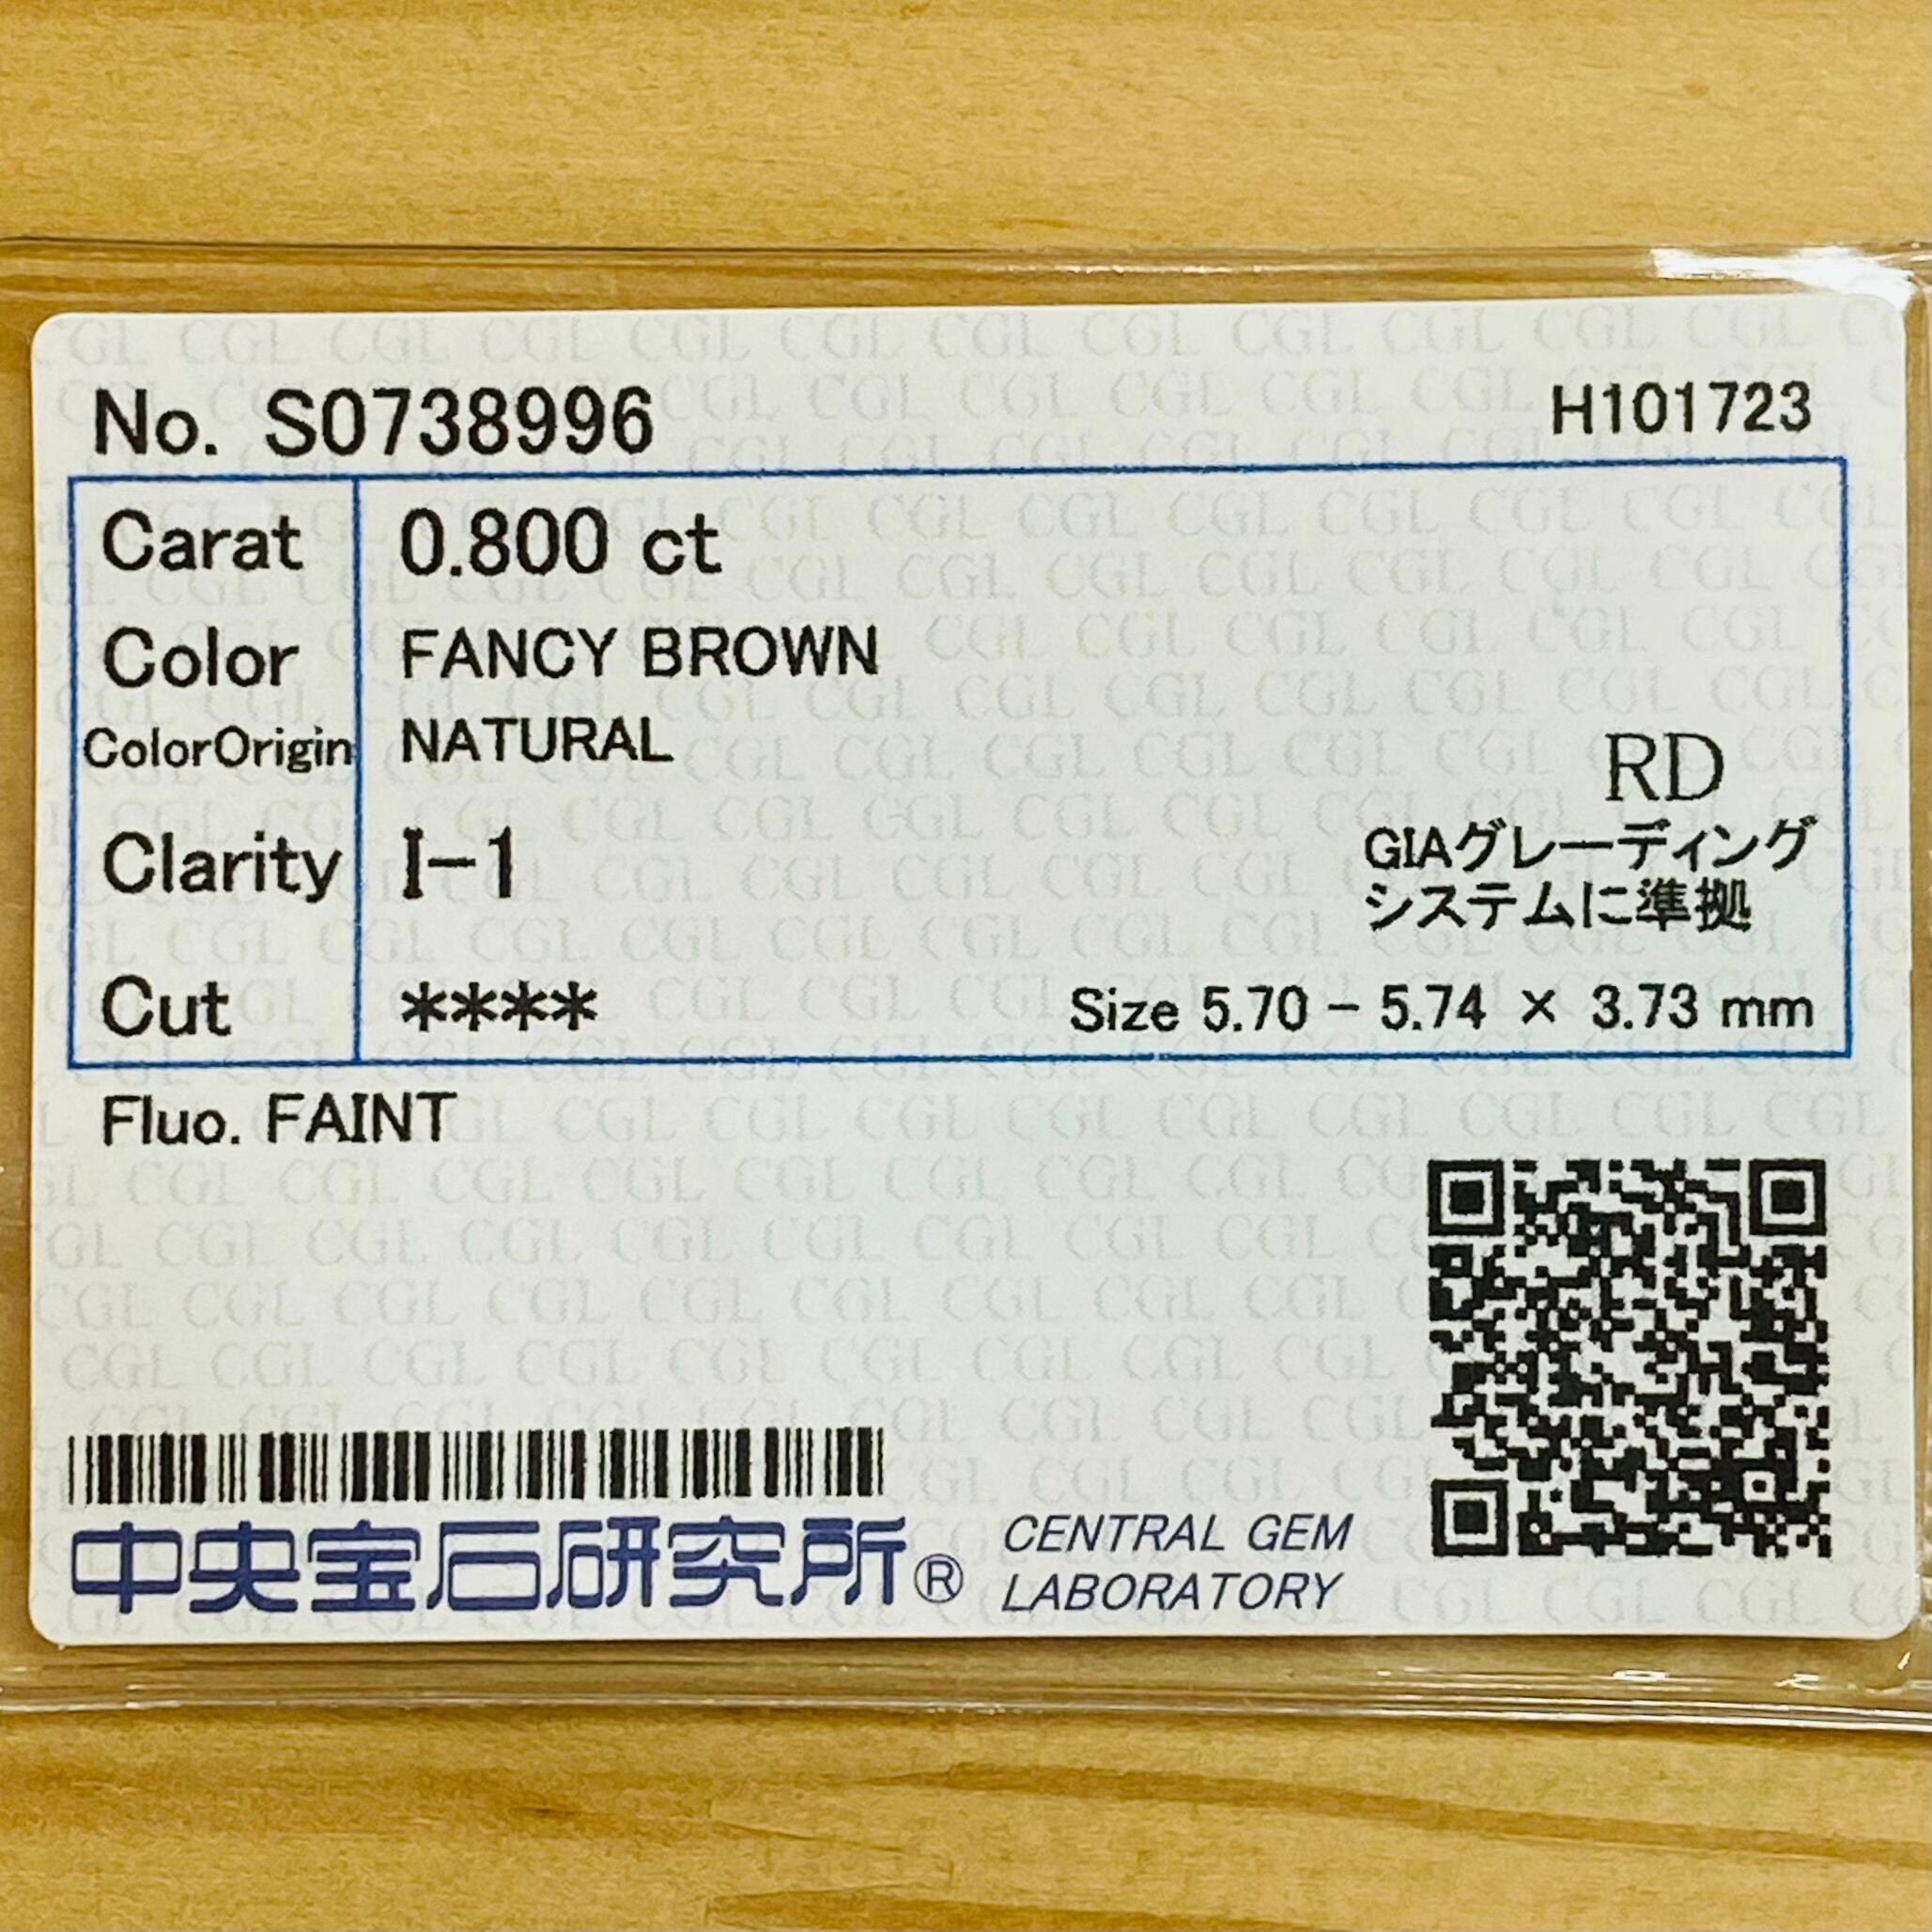 No. S0738996 H101723
Carat 0.800 ct
Color FANCY BROWN
ColorOrigin NATURAL
RD
Clarity I-1
GIAグレーディング
システムに準拠
Cut ****
Size 5.70 - 5.74 × 3.73 mm
Fluo. FAINT
中央宝石研究所®
CENTRAL GEM
LABORATORY